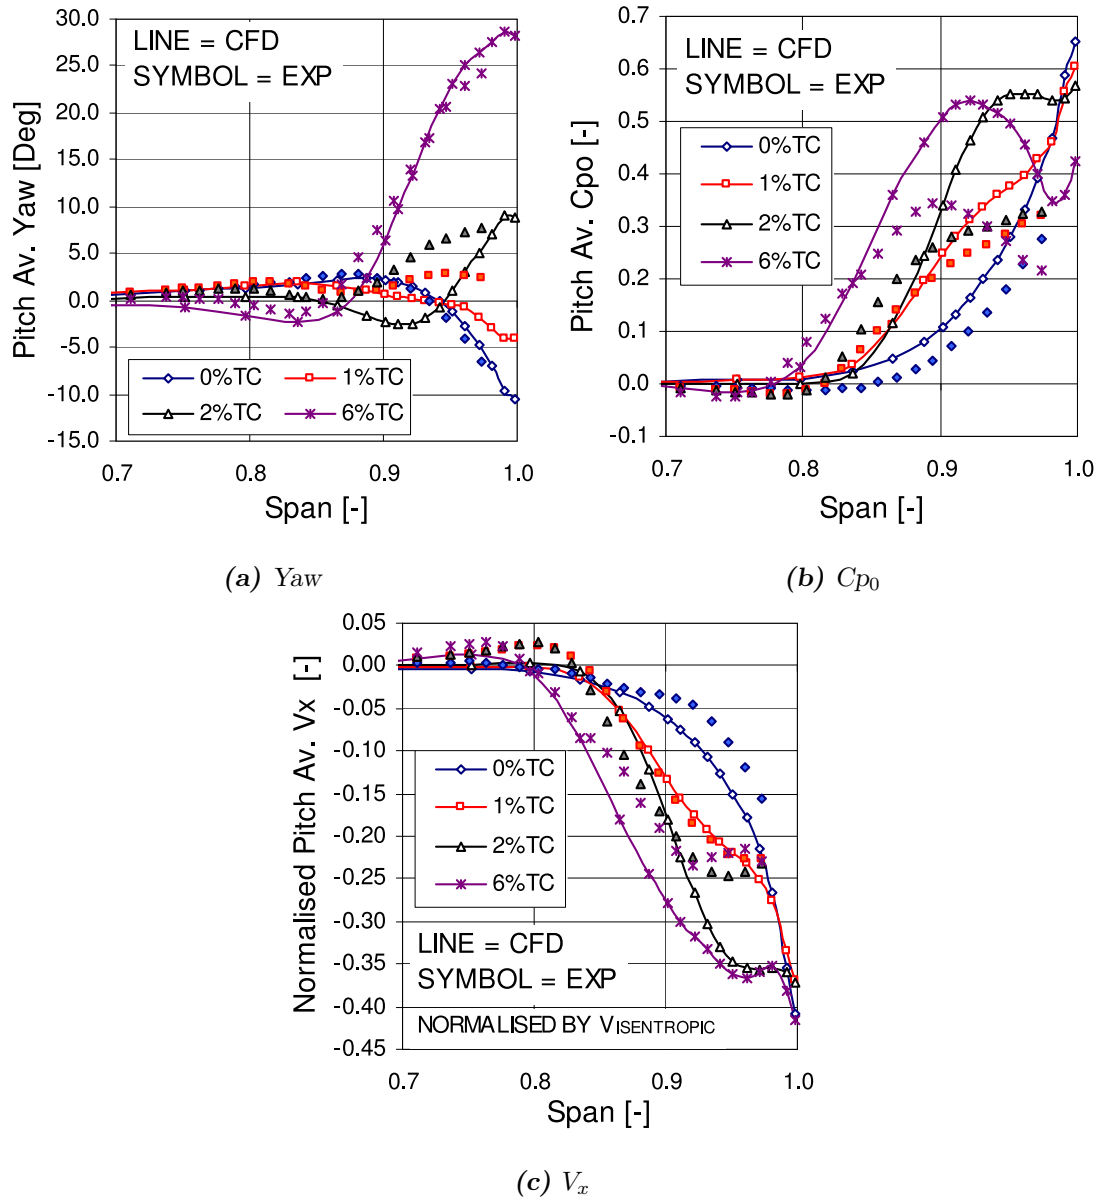 30.0
25.0
20.0
15.0
10.0
5.0
0.0
-5.0
-10.0
-15.0
Pitch Av. Yaw [Deg]
LINE = CFD
SYMBOL = EXP
0%TC
1%TC
2%TC
6%TC
0.7
0.8
0.9
1.0
Span [-]
(a) Yaw
0.7
0.6
0.5
0.4
0.3
0.2
0.1
0.0
-0.1
Pitch Av. Cpo [-]
LINE = CFD
SYMBOL = EXP
0%TC
1%TC
2%TC
6%TC
0.7
0.8
0.9
1.0
Span [-]
(b) Cp0
0.05
0.00
-0.05
-0.10
-0.15
-0.20
-0.25
-0.30
-0.35
-0.40
-0.45
Normalised Pitch Av. Vx [-]
0%TC
1%TC
2%TC
6%TC
LINE = CFD
SYMBOL = EXP
NORMALISED BY VISENTROPIC
0.7
0.8
0.9
1.0
Span [-]
(c) Vx